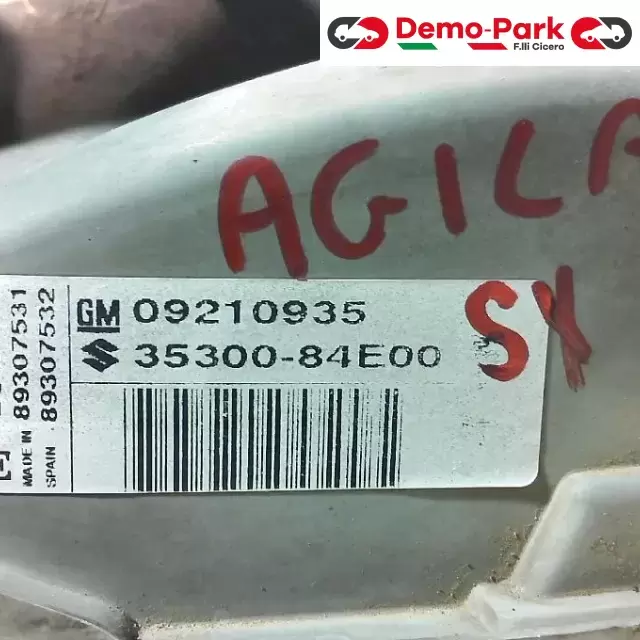 Demo-Park
F.lli Cicero
AGILA
SX
GM 09210935
35300-84E00
MADE IN 89307531
SPAIN 89307532